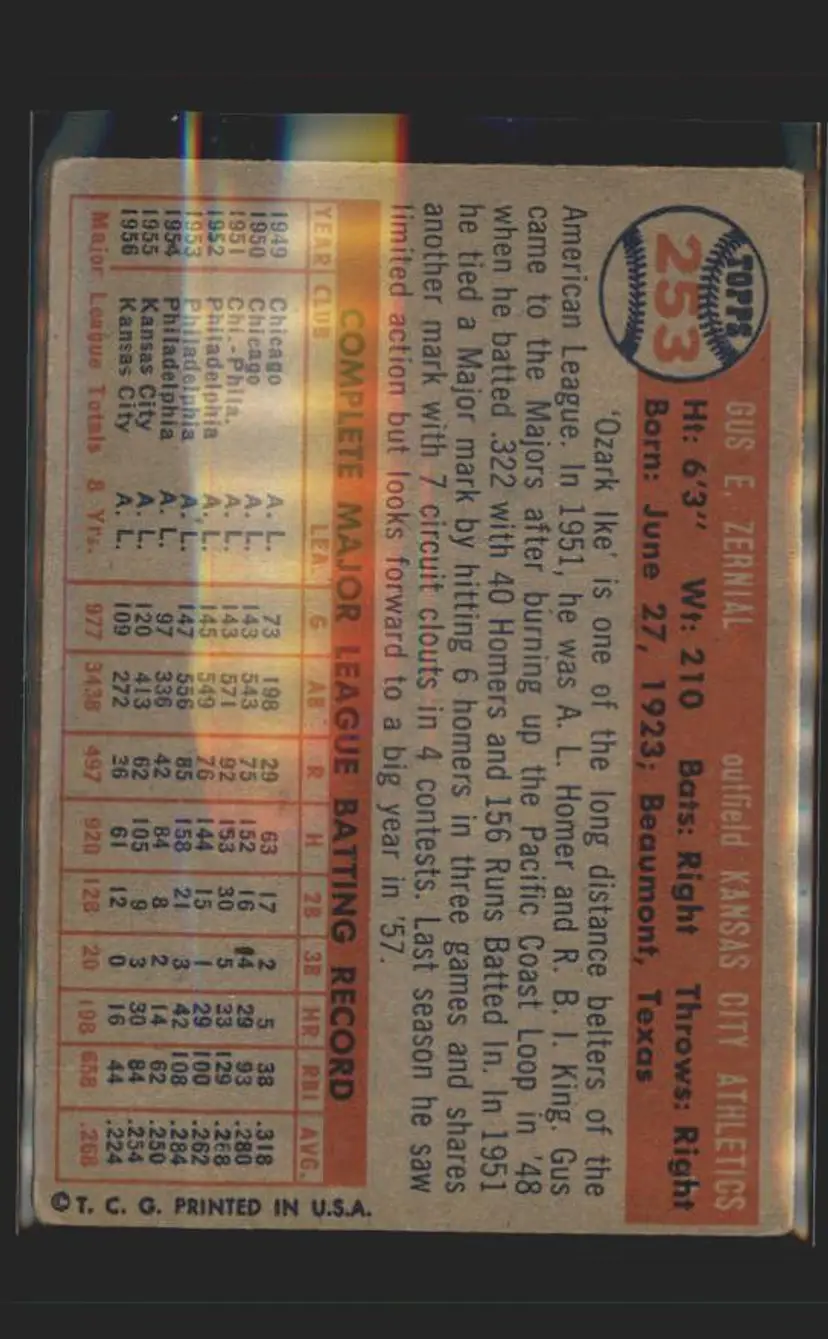 TOPPS
253
GUS E. ZERNIAL outfield KANSAS CITY ATHLETICS
Ht: 6'3" Wt: 210 Bats: Right Throws: Right
Born: June 27, 1923; Beaumont, Texas
'Ozark Ike' is one of the long distance belters of the
American League. In 1951, he was A. L. Homer and R. B. I. King. Gus
came to the Majors after burning up the Pacific Coast Loop in '48
when he batted .322 with 40 Homers and 156 Runs Batted In. In 1951
he tied a Major mark by hitting 6 homers in three games and shares
another mark with 7 circuit clouts in 4 contests. Last season he saw
limited action but looks forward to a big year in '57.
COMPLETE MAJOR LEAGUE BATTING RECORD
YEAR CLUB LEA. G AB R H 2B 3B HR RBI AVG.
1949 Chicago A. L. 73 198 29 63 17 2 5 38 .318
1950 Chicago A. L. 143 543 75 152 16 4 29 93 .280
1951 Chi.-Phila. A. L. 143 571 92 153 30 5 33 129 .268
1952 Philadelphia A. L. 145 549 76 144 15 1 29 100 .262
1953 Philadelphia A. L. 147 556 85 158 21 3 42 108 .284
1954 Philadelphia A. L. 97 336 42 84 8 2 14 62 .250
1955 Kansas City A. L. 120 413 62 105 9 3 30 84 .254
1956 Kansas City A. L. 109 272 36 61 12 0 16 44 .224
Major League Totals 8 Yrs. 977 3438 497 920 128 20 198 658 .268
©T. C. G. PRINTED IN U.S.A.